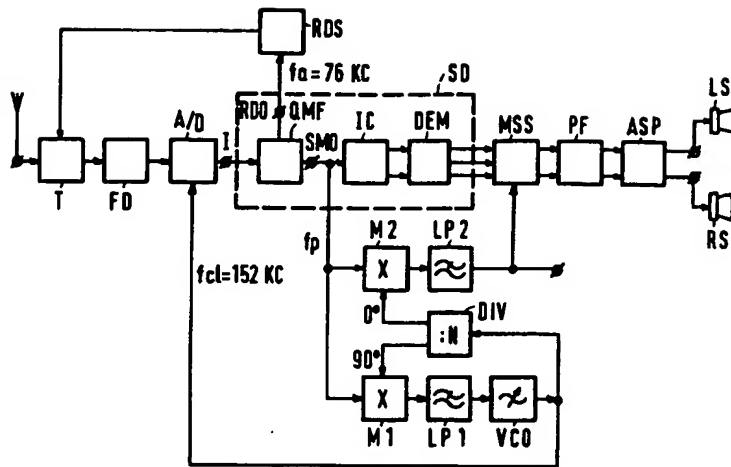 RDS
fa=76 KC
SD
LS
A/D
RDO
QMF
I
SMO
IC
DEM
MSS
PF
ASP
T
FD
RS
fcl=152 KC
fp
M2
LP2
X
0°
DIV
:N
90°
X
M1
LP1
VCO